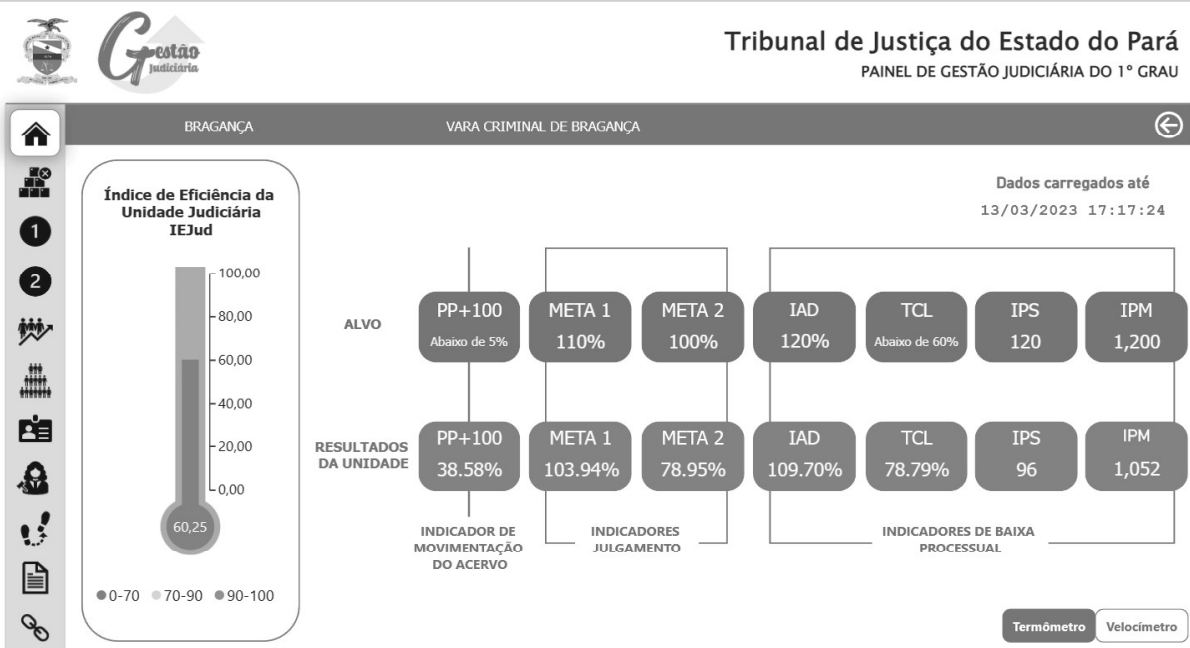 Gestão
Judiciária
Tribunal de Justiça do Estado do Pará
PAINEL DE GESTÃO JUDICIÁRIA DO 1º GRAU
BRAGANÇA
VARA CRIMINAL DE BRAGANÇA
Índice de Eficiência da
Unidade Judiciária
IEJud
100,00
80,00
60,00
40,00
20,00
0,00
60,25
0-70 70-90 90-100
Dados carregados até
13/03/2023 17:17:24
ALVO
PP+100
Abaixo de 5%
META 1
110%
META 2
100%
IAD
120%
TCL
Abaixo de 60%
IPS
120
IPM
1,200
RESULTADOS
DA UNIDADE
PP+100
38.58%
META 1
103.94%
META 2
78.95%
IAD
109.70%
TCL
78.79%
IPS
96
IPM
1,052
INDICADOR DE
MOVIMENTAÇÃO
DO ACERVO
INDICADORES
JULGAMENTO
INDICADORES DE BAIXA
PROCESSUAL
1
2
Termômetro
Velocímetro